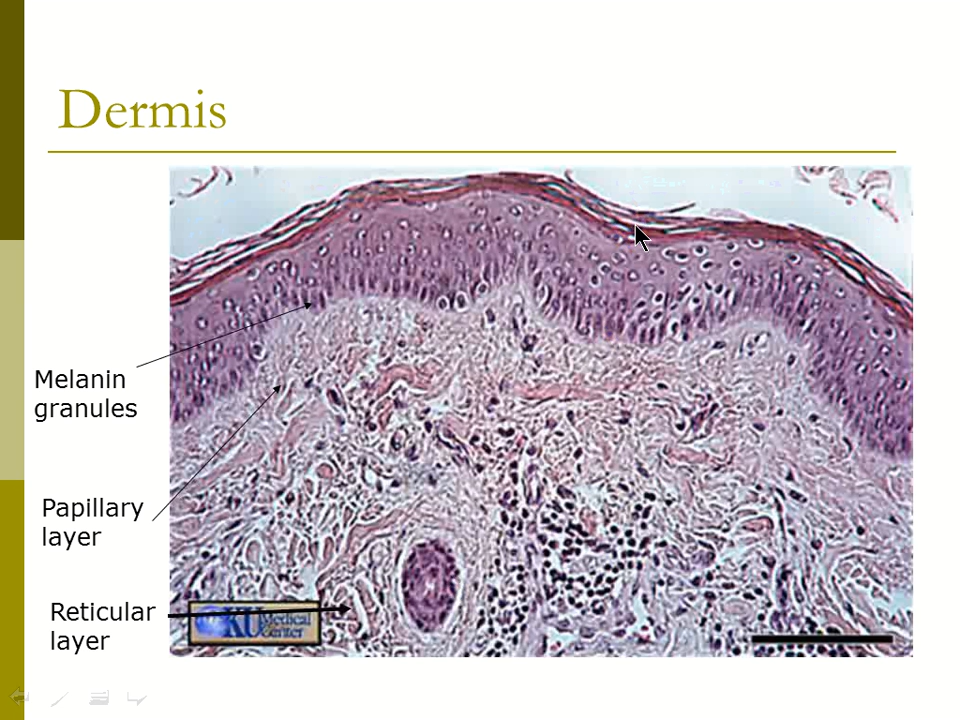 Dermis
Melanin
granules
Papillary
layer
Reticular
layer
KU Medical
Center